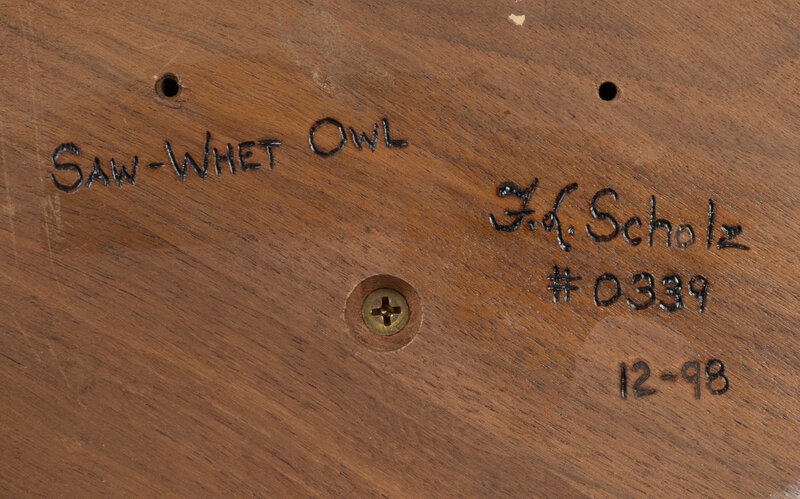 SAW-WHET OWL
F.L. Scholz
#0339
12-98